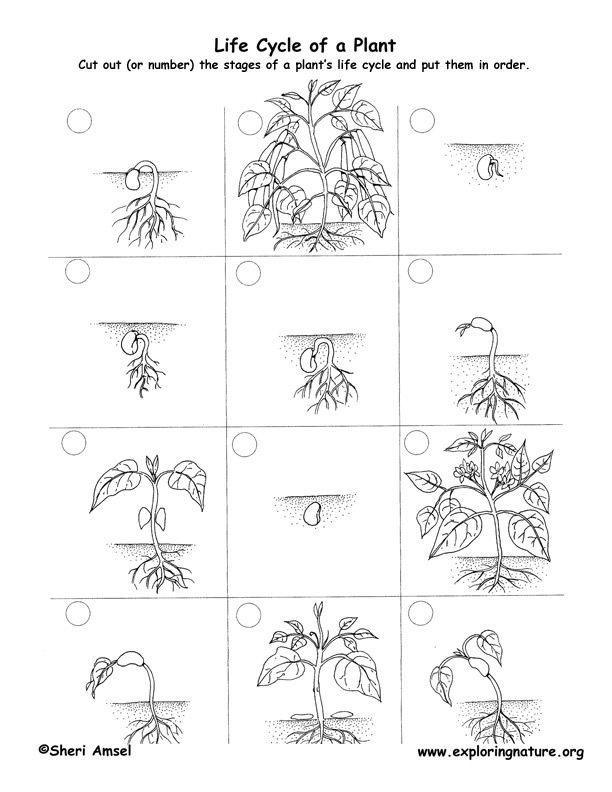 Life Cycle of a Plant
Cut out (or number) the stages of a plant's life cycle and put them in order.
©Sheri Amsel
www.exploringnature.org